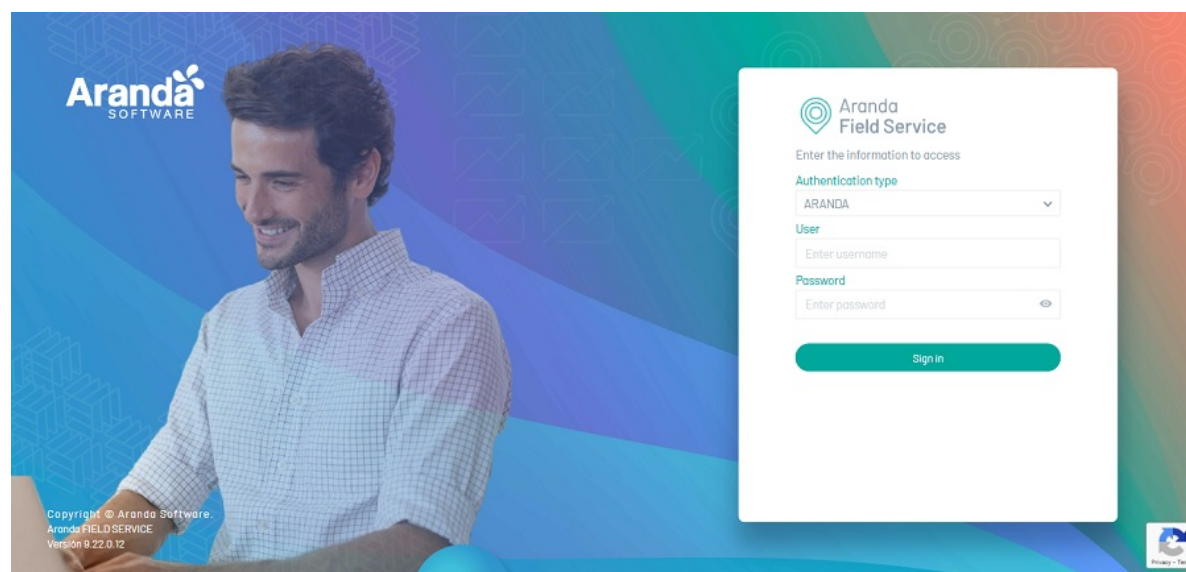 Aranda
SOFTWARE
Aranda
Field Service
Enter the information to access
Authentication type
ARANDA
User
Enter username
Password
Enter password
Sign in
Copyright © Aranda Software.
Aranda FIELD SERVICE
Versión 9.22.0.12
Privacy -